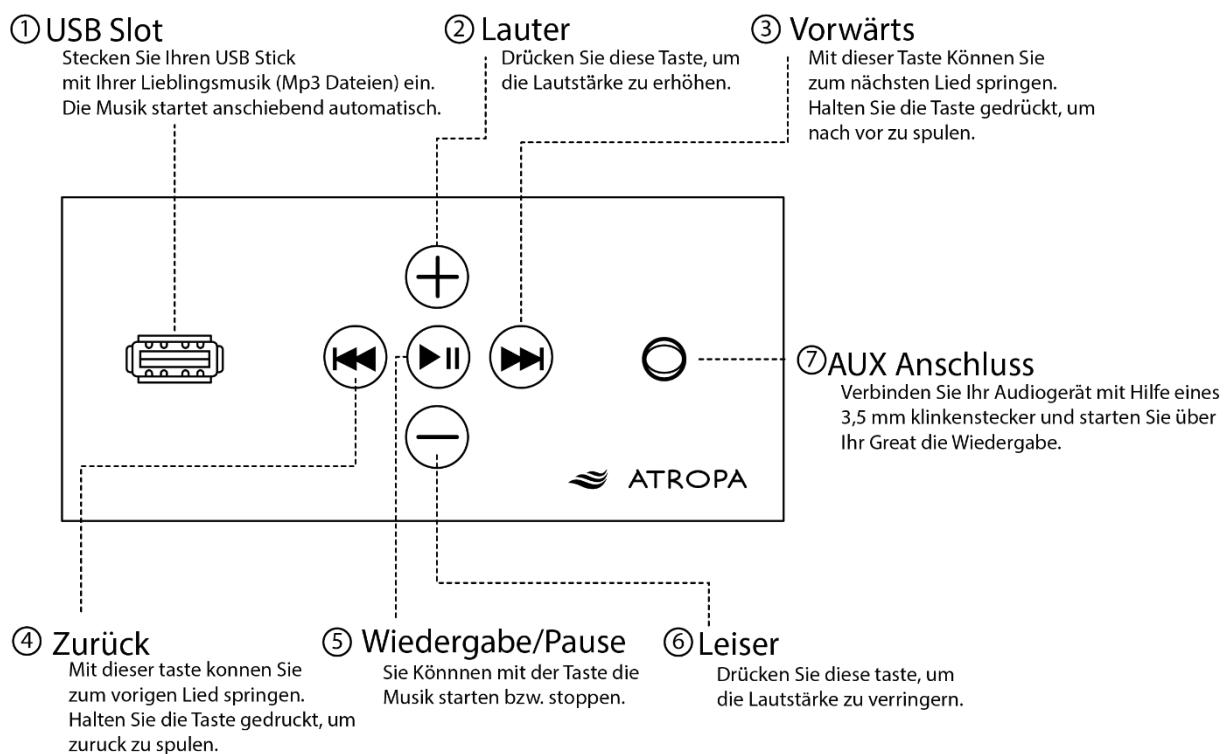 ① USB Slot
Stecken Sie Ihren USB Stick
mit Ihrer Lieblingsmusik (Mp3 Dateien) ein.
Die Musik startet anschiebend automatisch.
② Lauter
Drücken Sie diese Taste, um
die Lautstärke zu erhöhen.
③ Vorwärts
Mit dieser Taste Können Sie
zum nächsten Lied springen.
Halten Sie die Taste gedrückt, um
nach vor zu spulen.
⑦ AUX Anschluss
Verbinden Sie Ihr Audiogerät mit Hilfe eines
3,5 mm klinkenstecker und starten Sie über
Ihr Great die Wiedergabe.
ATROPA
④ Zurück
Mit dieser taste konnen Sie
zum vorigen Lied springen.
Halten Sie die Taste gedruckt, um
zuruck zu spulen.
⑤ Wiedergabe/Pause
Sie Könnnen mit der Taste die
Musik starten bzw. stoppen.
⑥ Leiser
Drücken Sie diese taste, um
die Lautstärke zu verringern.